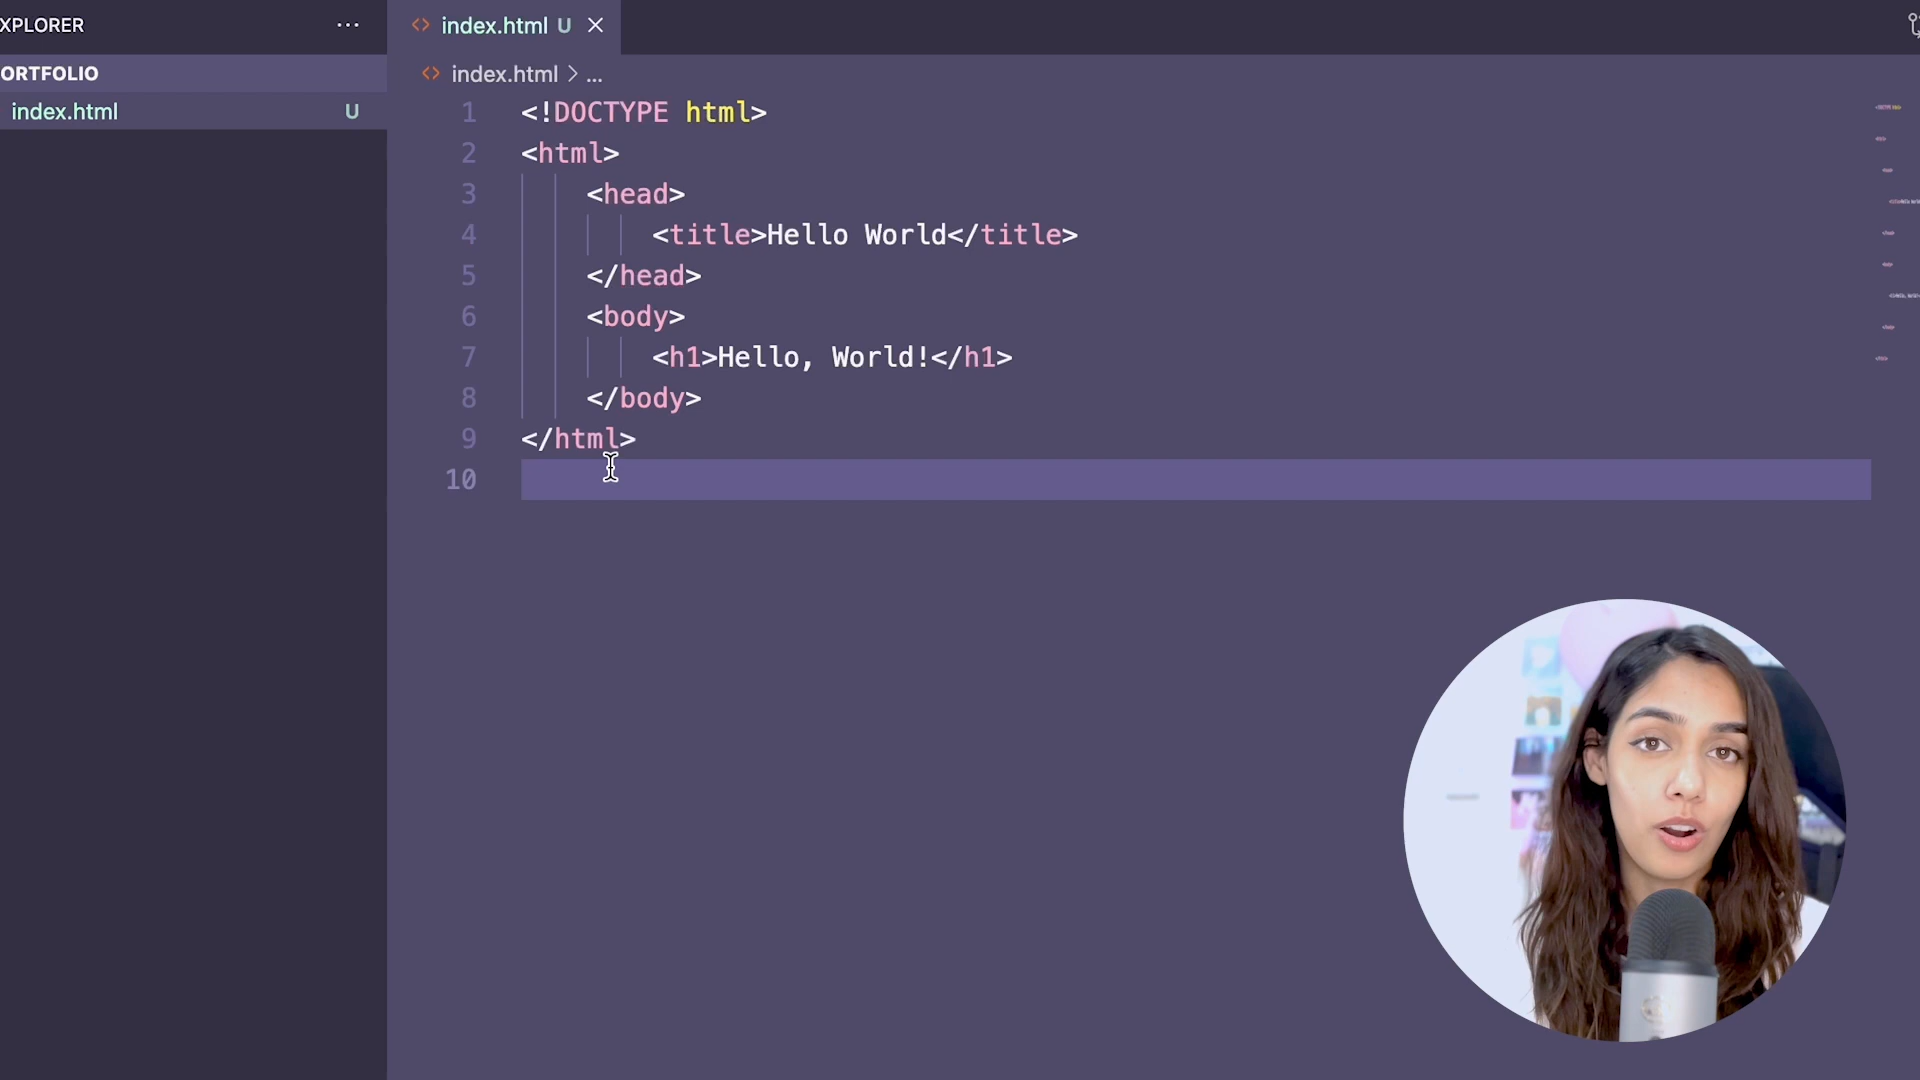 XPLORER
...
index.html U
ORTFOLIO
index.html U
index.html > ...
1 <!DOCTYPE html>
2 <html>
3 <head>
4 <title>Hello World</title>
5 </head>
6 <body>
7 <h1>Hello, World!</h1>
8 </body>
9 </html>
10